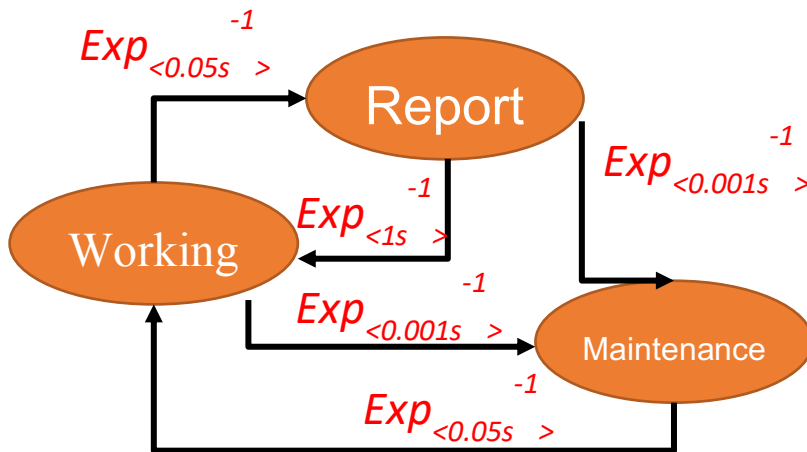 Exp<0.05s⁻¹>
Report
Exp<0.001s⁻¹>
Exp<1s⁻¹>
Working
Exp<0.001s⁻¹>
Maintenance
Exp<0.05s⁻¹>